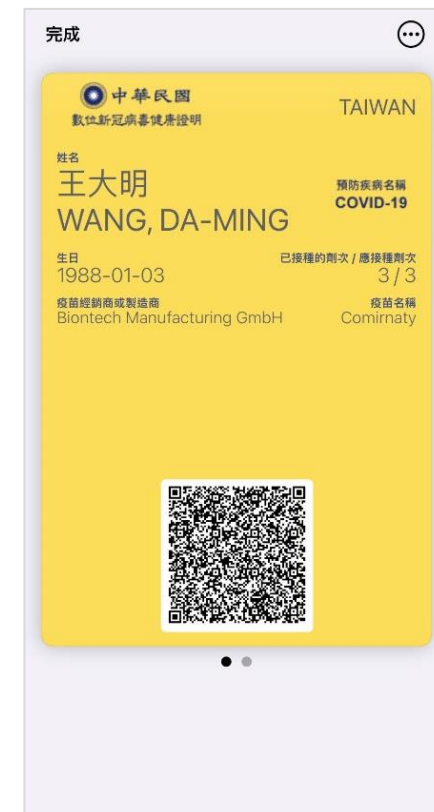 完成
中華民國
數位新冠病毒健康證明
TAIWAN
姓名
王大明
WANG, DA-MING
預防疾病名稱
COVID-19
生日
1988-01-03
已接種的劑次 / 應接種劑次
3 / 3
疫苗經銷商或製造商
Biontech Manufacturing GmbH
疫苗名稱
Comirnaty